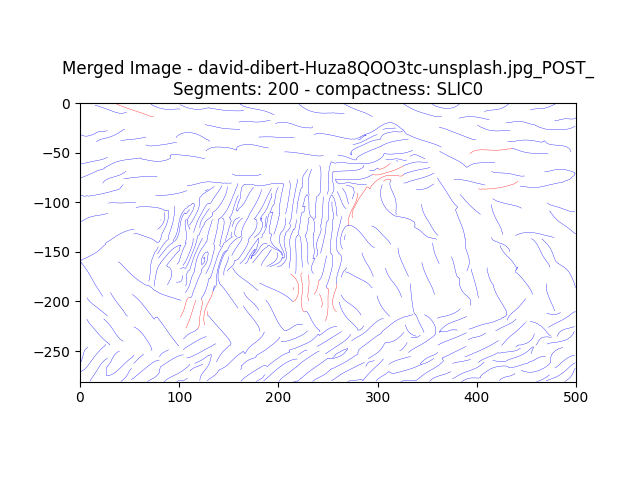 Merged Image - david-dibert-Huza8QOO3tc-unsplash.jpg_POST_
Segments: 200 - compactness: SLIC0
0
−50
−100
−150
−200
−250
0 100 200 300 400 500